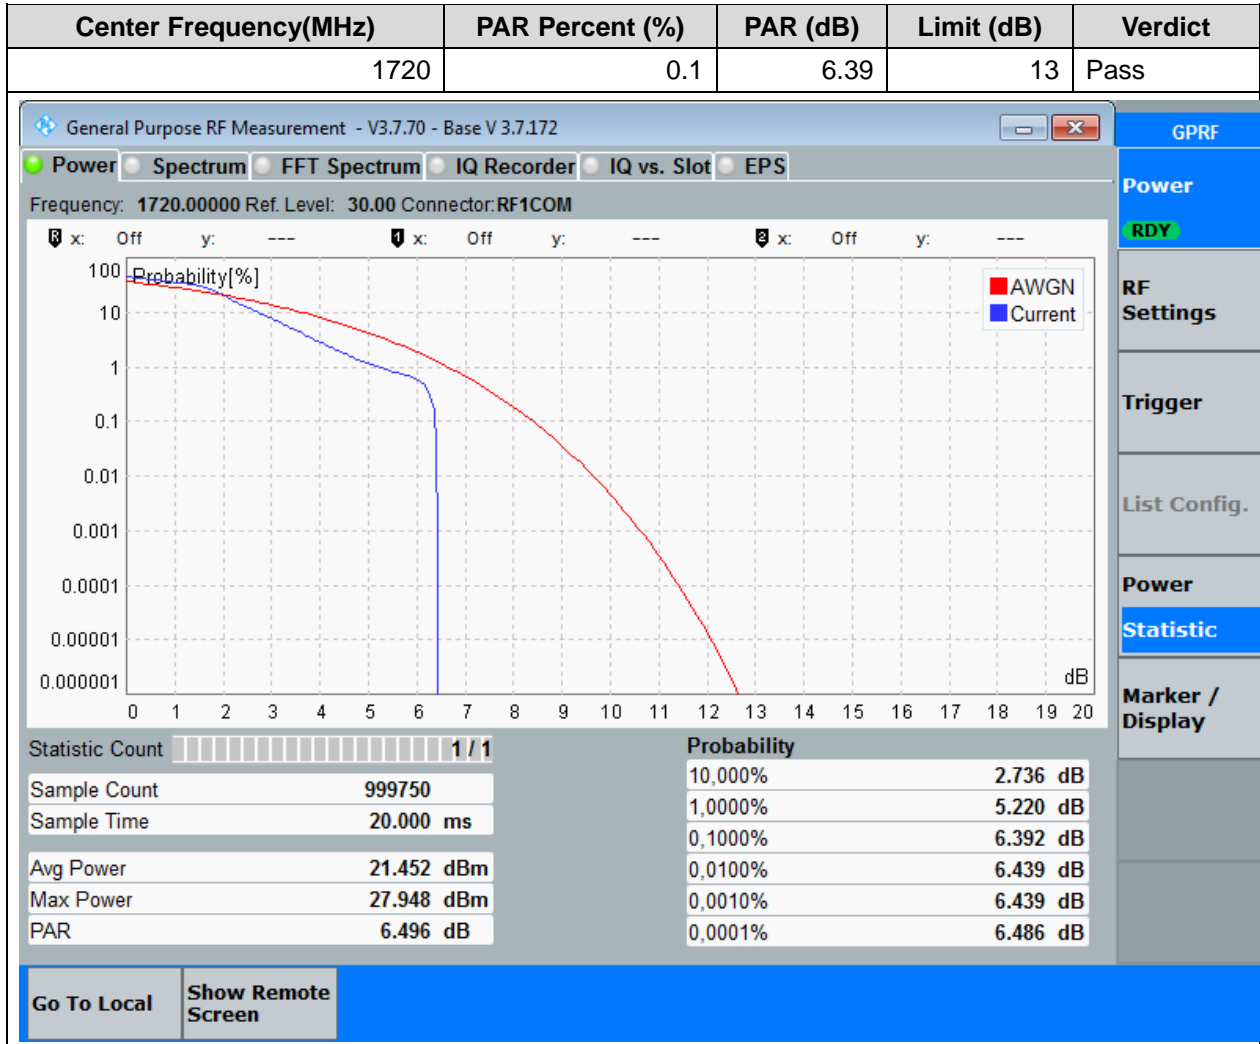 Center Frequency(MHz) PAR Percent (%) PAR (dB) Limit (dB) Verdict
1720 0.1 6.39 13 Pass
General Purpose RF Measurement - V3.7.70 - Base V 3.7.172
GPRF
Power Spectrum FFT Spectrum IQ Recorder IQ vs. Slot EPS
Power
RDY
Frequency: 1720.00000 Ref. Level: 30.00 Connector: RF1COM
R x: Off y: --- 1 x: Off y: --- 2 x: Off y: ---
Probability[%]
100
10
1
0.1
0.01
0.001
0.0001
0.00001
0.000001
AWGN
Current
dB
0 1 2 3 4 5 6 7 8 9 10 11 12 13 14 15 16 17 18 19 20
RF
Settings
Trigger
List Config.
Power
Statistic
Marker /
Display
Statistic Count 1 / 1
Sample Count 999750
Sample Time 20.000 ms
Avg Power 21.452 dBm
Max Power 27.948 dBm
PAR 6.496 dB
Probability
10,000% 2.736 dB
1,0000% 5.220 dB
0,1000% 6.392 dB
0,0100% 6.439 dB
0,0010% 6.439 dB
0,0001% 6.486 dB
Go To Local
Show Remote
Screen